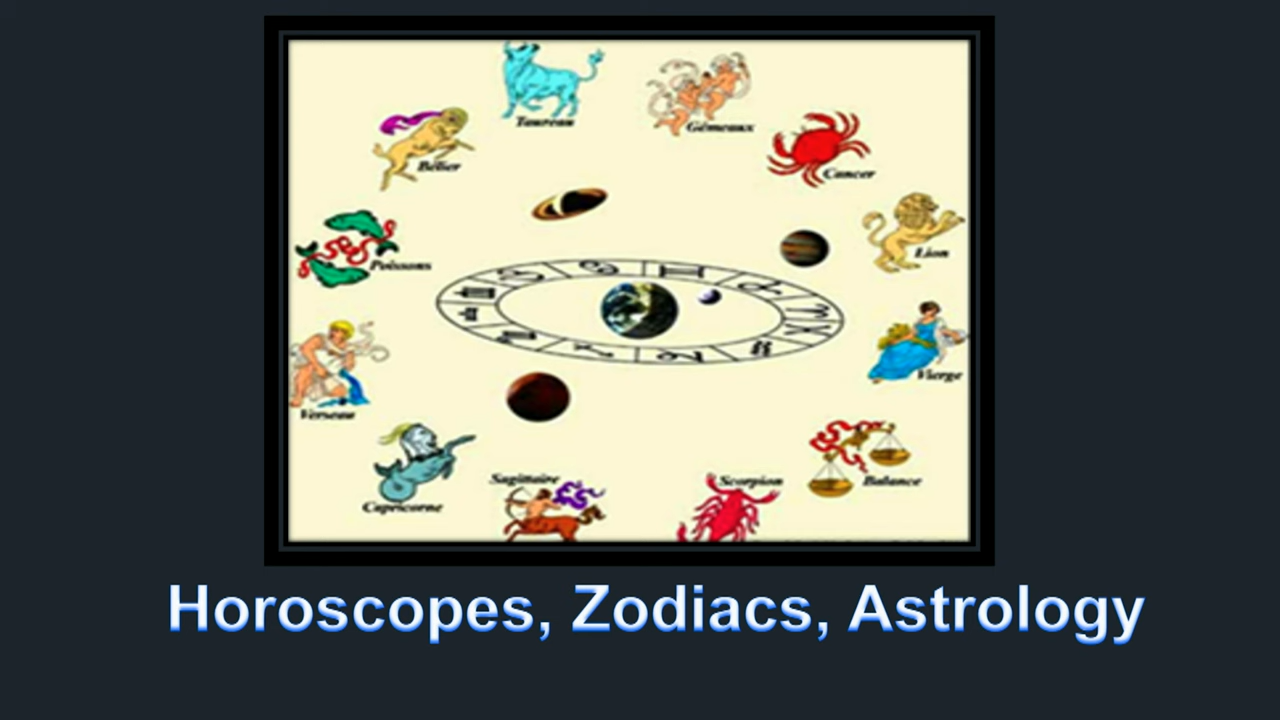 Taureau
Gémeaux
Bélier
Cancer
Poissons
Lion
Verseau
Vierge
Capricorne
Sagittaire
Scorpion
Balance
Horoscopes, Zodiacs, Astrology